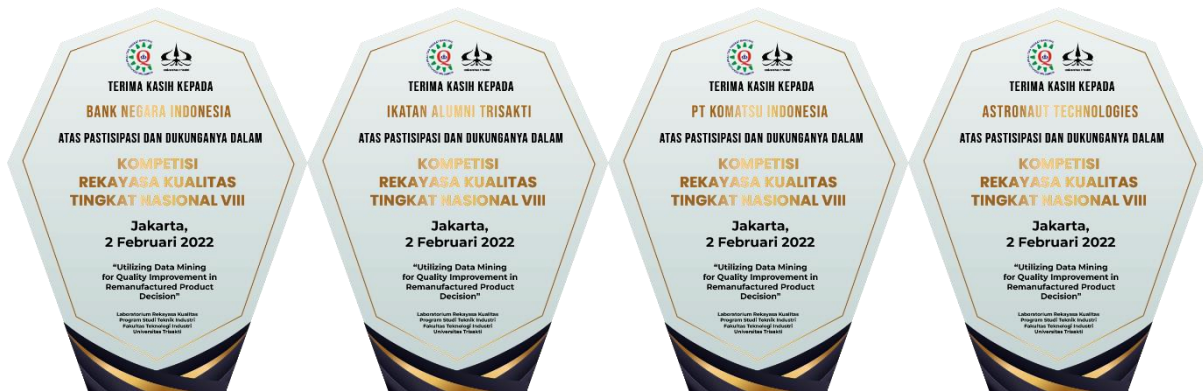 TERIMA KASIH KEPADA
BANK NEGARA INDONESIA
ATAS PASTISIPASI DAN DUKUNGANYA DALAM
KOMPETISI
REKAYASA KUALITAS
TINGKAT NASIONAL VIII
Jakarta,
2 Februari 2022
“Utilizing Data Mining
for Quality Improvement in
Remanufactured Product
Decision”
Laboratorium Rekayasa Kualitas
Program Studi Teknik Industri
Fakultas Teknologi Industri
Universitas Trisakti
TERIMA KASIH KEPADA
IKATAN ALUMNI TRISAKTI
ATAS PASTISIPASI DAN DUKUNGANYA DALAM
KOMPETISI
REKAYASA KUALITAS
TINGKAT NASIONAL VIII
Jakarta,
2 Februari 2022
“Utilizing Data Mining
for Quality Improvement in
Remanufactured Product
Decision”
Laboratorium Rekayasa Kualitas
Program Studi Teknik Industri
Fakultas Teknologi Industri
Universitas Trisakti
TERIMA KASIH KEPADA
PT KOMATSU INDONESIA
ATAS PASTISIPASI DAN DUKUNGANYA DALAM
KOMPETISI
REKAYASA KUALITAS
TINGKAT NASIONAL VIII
Jakarta,
2 Februari 2022
“Utilizing Data Mining
for Quality Improvement in
Remanufactured Product
Decision”
Laboratorium Rekayasa Kualitas
Program Studi Teknik Industri
Fakultas Teknologi Industri
Universitas Trisakti
TERIMA KASIH KEPADA
ASTRONAUT TECHNOLOGIES
ATAS PASTISIPASI DAN DUKUNGANYA DALAM
KOMPETISI
REKAYASA KUALITAS
TINGKAT NASIONAL VIII
Jakarta,
2 Februari 2022
“Utilizing Data Mining
for Quality Improvement in
Remanufactured Product
Decision”
Laboratorium Rekayasa Kualitas
Program Studi Teknik Industri
Fakultas Teknologi Industri
Universitas Trisakti